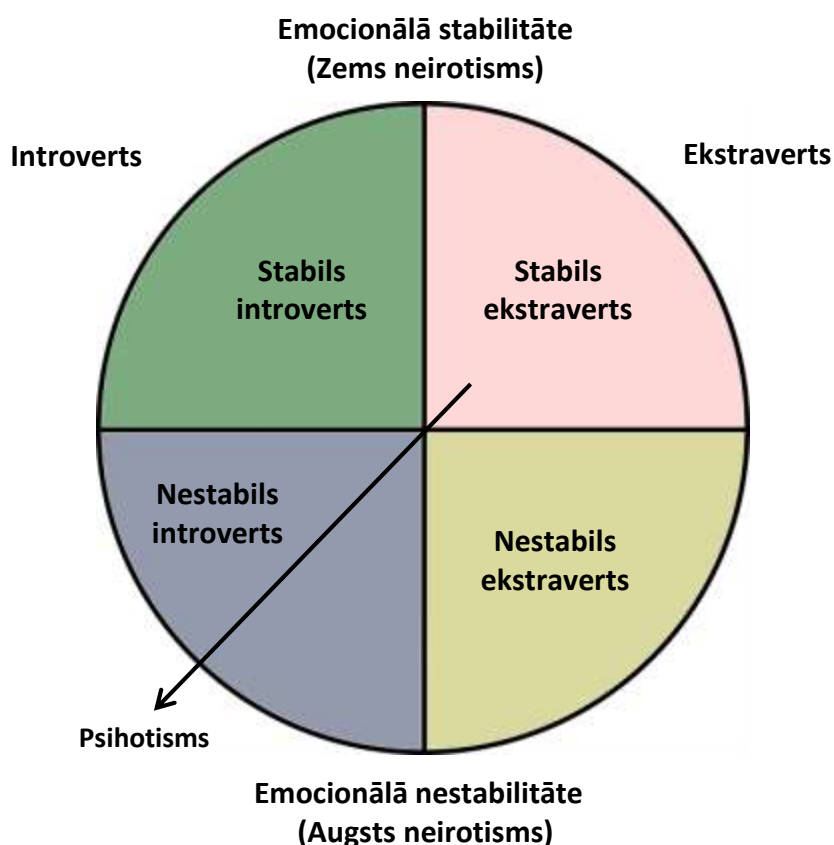 Emocionālā stabilitāte
(Zems neirotisms)
Introverts
Ekstraverts
Stabils
introverts
Stabils
ekstraverts
Nestabils
introverts
Nestabils
ekstraverts
Psihotisms
Emocionālā nestabilitāte
(Augsts neirotisms)